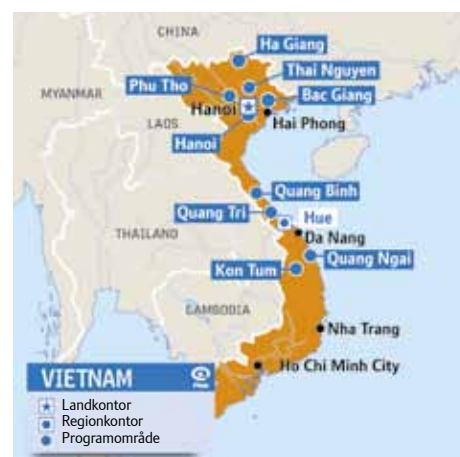 CHINA
Ha Giang
Thai Nguyen
Phu Tho
MYANMAR
Bac Giang
Hanoi
Hai Phong
LAOS
Hanoi
Quang Binh
Quang Tri
Hue
THAILAND
Da Nang
Quang Ngai
Kon Tum
CAMBODIA
Nha Trang
Ho Chi Minh City
VIETNAM
Landkontor
Regionkontor
Programområde